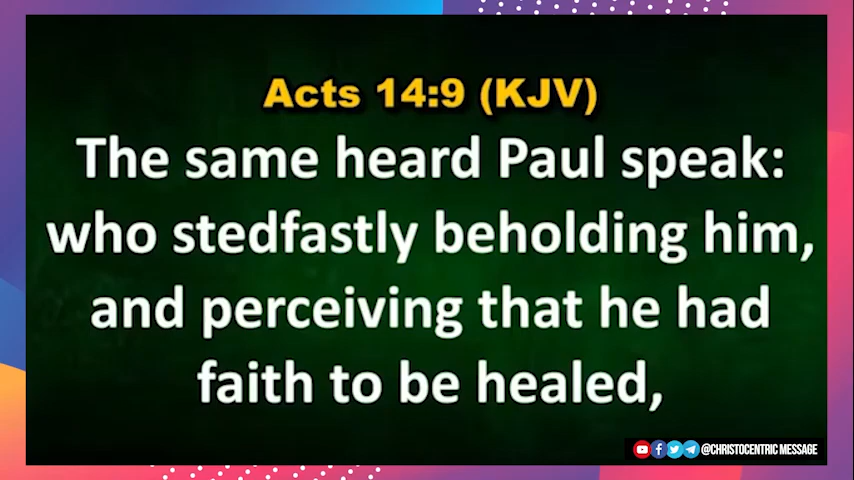 Acts 14:9 (KJV)
The same heard Paul speak:
who stedfastly beholding him,
and perceiving that he had
faith to be healed,
@CHRISTOCENTRIC MESSAGE